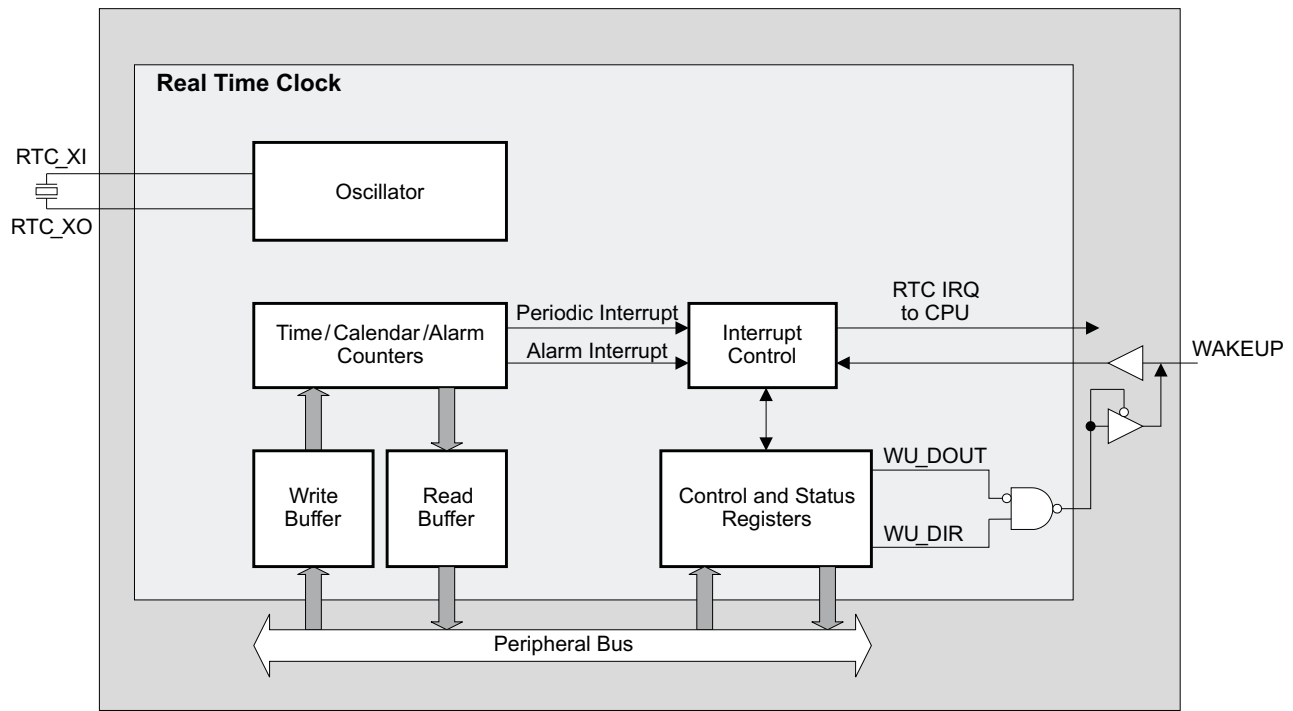 Real Time Clock
RTC_XI
RTC_XO
Oscillator
Time/Calendar/Alarm
Counters
Periodic Interrupt
Alarm Interrupt
Interrupt
Control
RTC IRQ
to CPU
WAKEUP
Write
Buffer
Read
Buffer
Control and Status
Registers
WU_DOUT
WU_DIR
Peripheral Bus